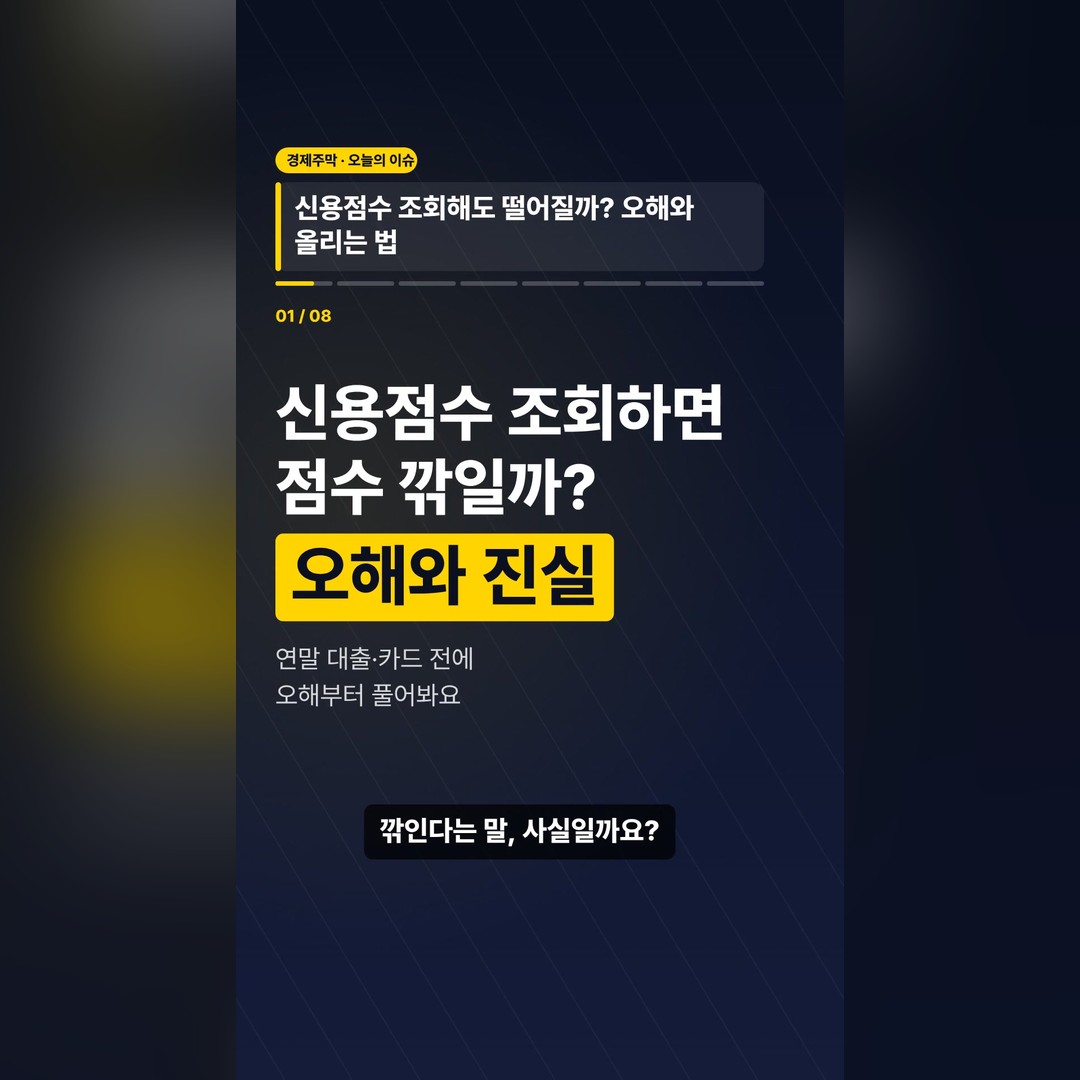 경제주막 · 오늘의 이슈
신용점수 조회해도 떨어질까? 오해와
올리는 법
01 / 08
신용점수 조회하면
점수 깎일까?
오해와 진실
연말 대출·카드 전에
오해부터 풀어봐요
깎인다는 말, 사실일까요?